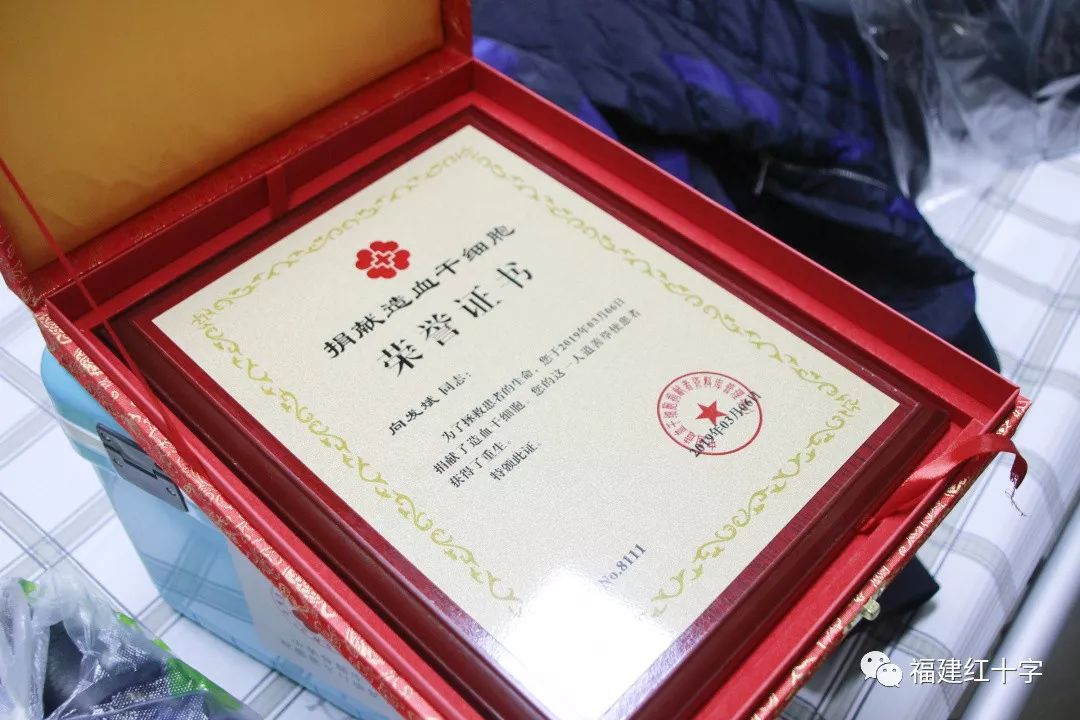 捐献造血干细胞
荣誉证书
向发斌 同志：
为了拯救患者的生命，您于2019年03月06日
捐献了造血干细胞。您的这一人道善举使患者
获得了重生。
特颁此证。
2019年03月06日
No.8111
福建红十字